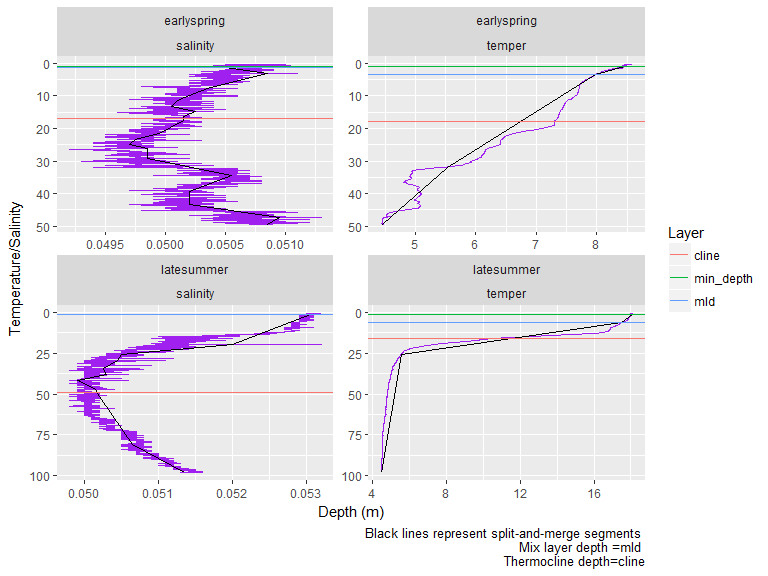 earlyspring
salinity
earlyspring
temper
0
10
20
30
40
50
0.0495
0.0500
0.0505
0.0510
0
10
20
30
40
50
5
6
7
8
latesummer
salinity
latesummer
temper
0
25
50
75
100
0.050
0.051
0.052
0.053
0
25
50
75
100
4
8
12
16
Temperature/Salinity
Depth (m)
Layer
cline
min_depth
mld
Black lines represent split-and-merge segments
Mix layer depth =mld
Thermocline depth=cline